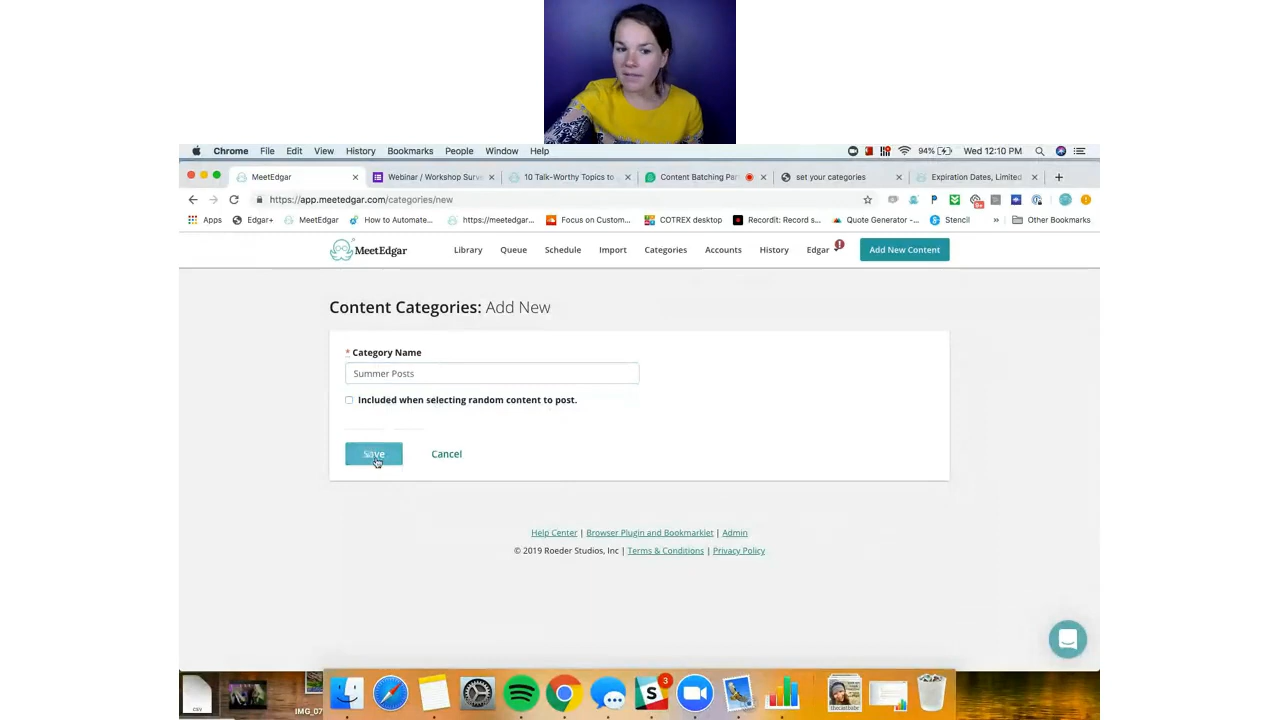 Chrome File Edit View History Bookmarks People Window Help 94% Wed 12:10 PM
MeetEdgar Webinar / Workshop Surve 10 Talk-Worthy Topics to Content Batching Par set your categories Expiration Dates, Limited
https://app.meetedgar.com/categories/new
Apps Edgar+ MeetEdgar How to Automate... https://meetedgar... Focus on Custom... COTREX desktop Recordit: Record s... Quote Generator -... Stencil » Other Bookmarks
MeetEdgar Library Queue Schedule Import Categories Accounts History Edgar ! Add New Content
Content Categories: Add New
* Category Name
Summer Posts
Included when selecting random content to post.
Save Cancel
Help Center | Browser Plugin and Bookmarklet | Admin
© 2019 Roeder Studios, Inc | Terms & Conditions | Privacy Policy
3
csv
IMG_07